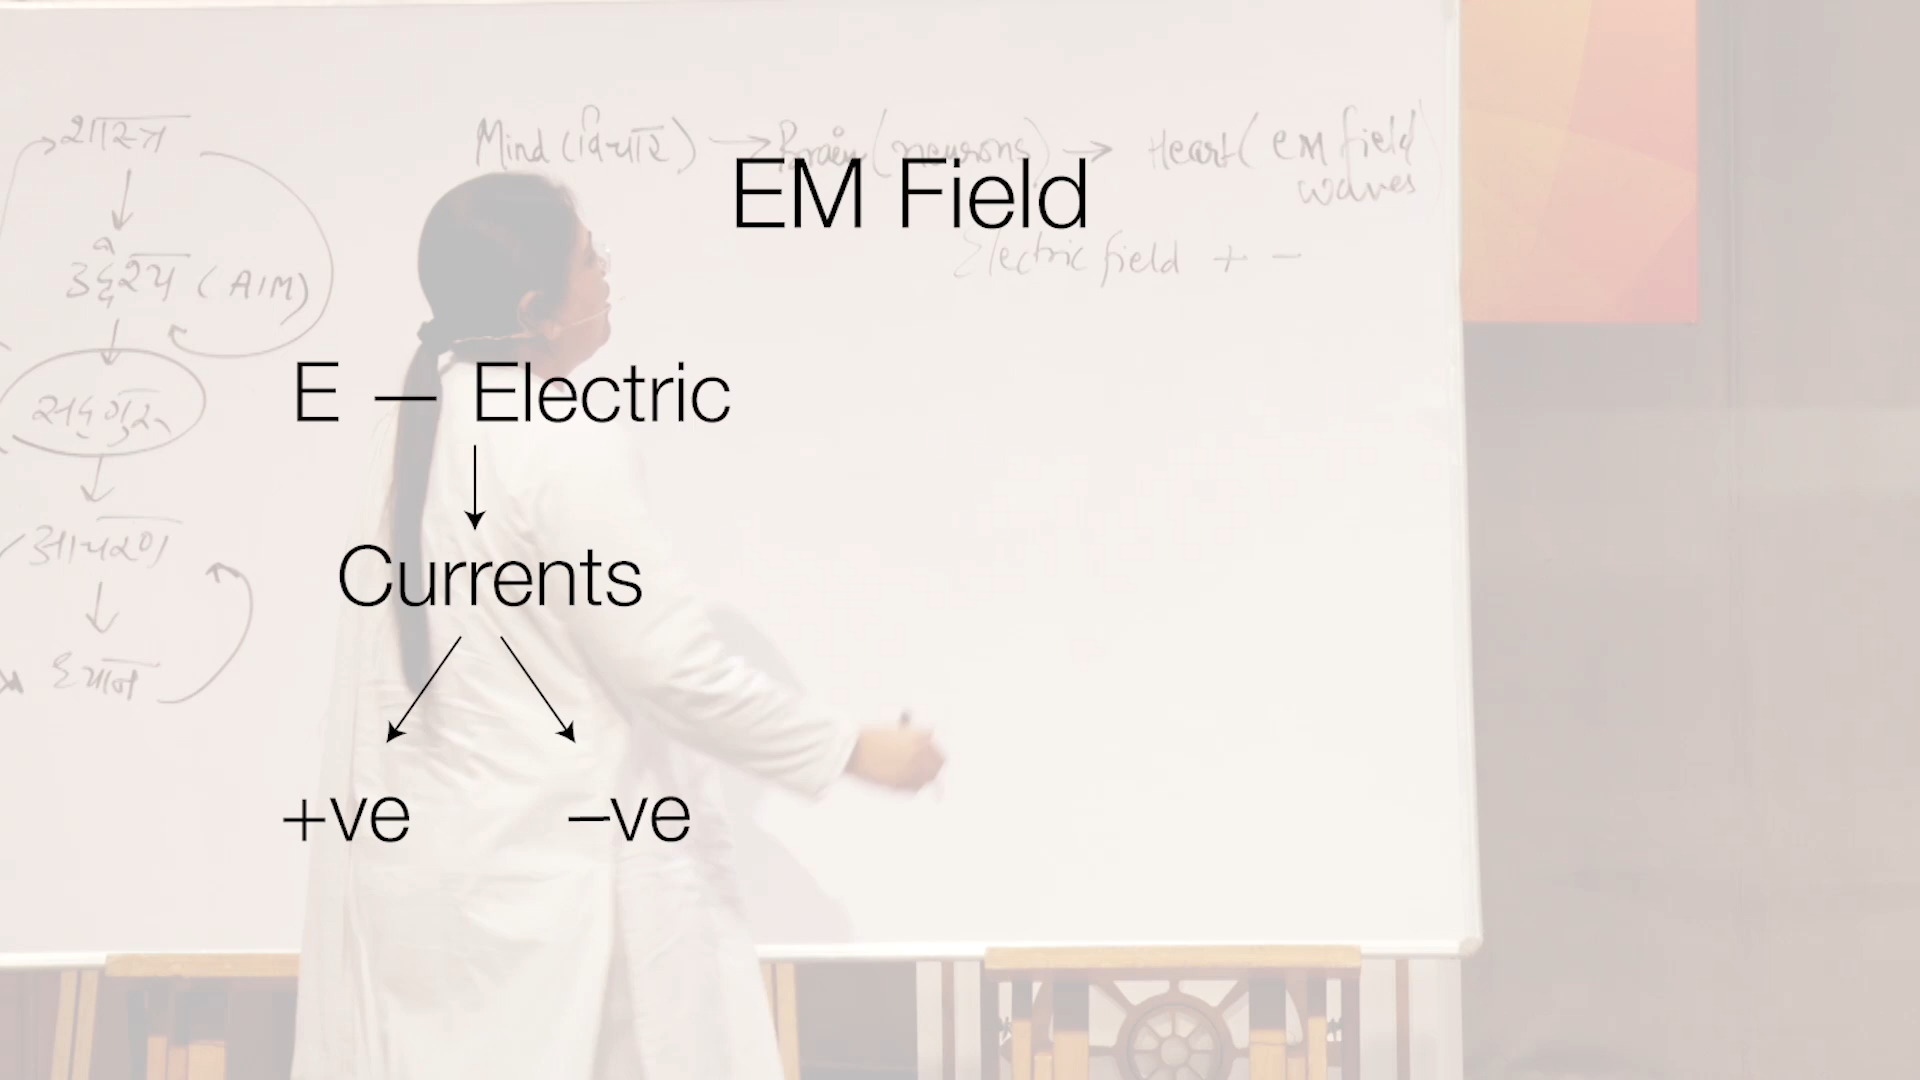 शास्त्र
उद्देश्य (AIM)
सद्गुरु
आचरण
ध्यान
Mind (विचार) → Brain (neurons) → Heart ( em field
waves
Electric field + −
EM Field
E — Electric
Currents
+ve −ve